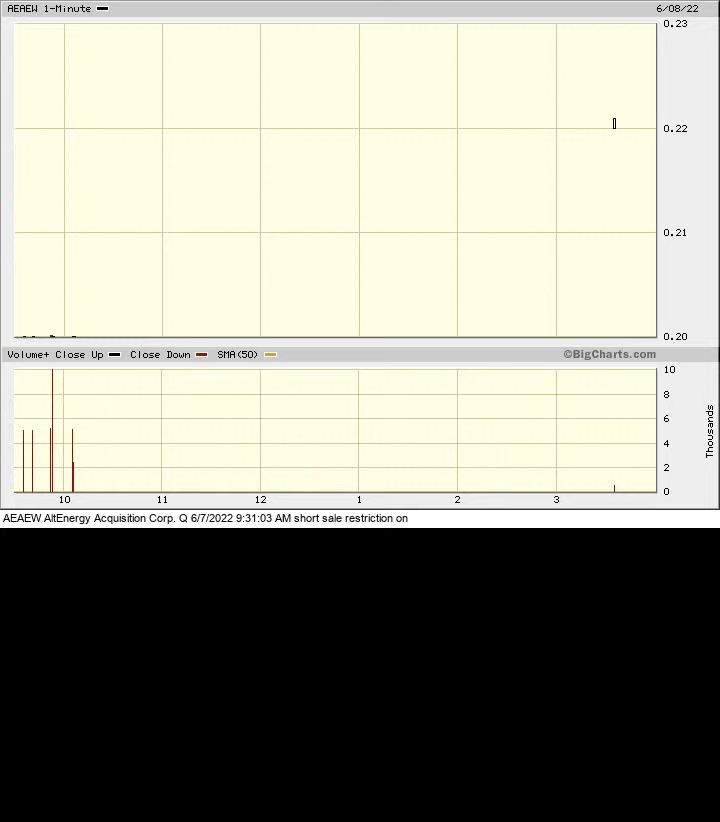 AEAEW 1-Minute 6/08/22
0.23
0.22
0.21
0.20
Volume+ Close Up Close Down SMA(50) ©BigCharts.com
10
8
6
4
2
0
Thousands
10 11 12 1 2 3
AEAEW AltEnergy Acquisition Corp. Q 6/7/2022 9:31:03 AM short sale restriction on